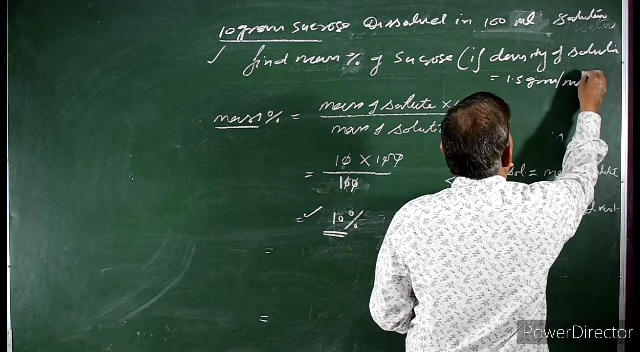 10 gram sucrose Dissolved in 100 ml solution
✓ find mass % of sucrose (if density of solution
= 1.5 gm/m
mass % = mass of solute ×
mass of solut
= 10 × 100
100
sol = m
= ✓ 10%
=
=
PowerDirector